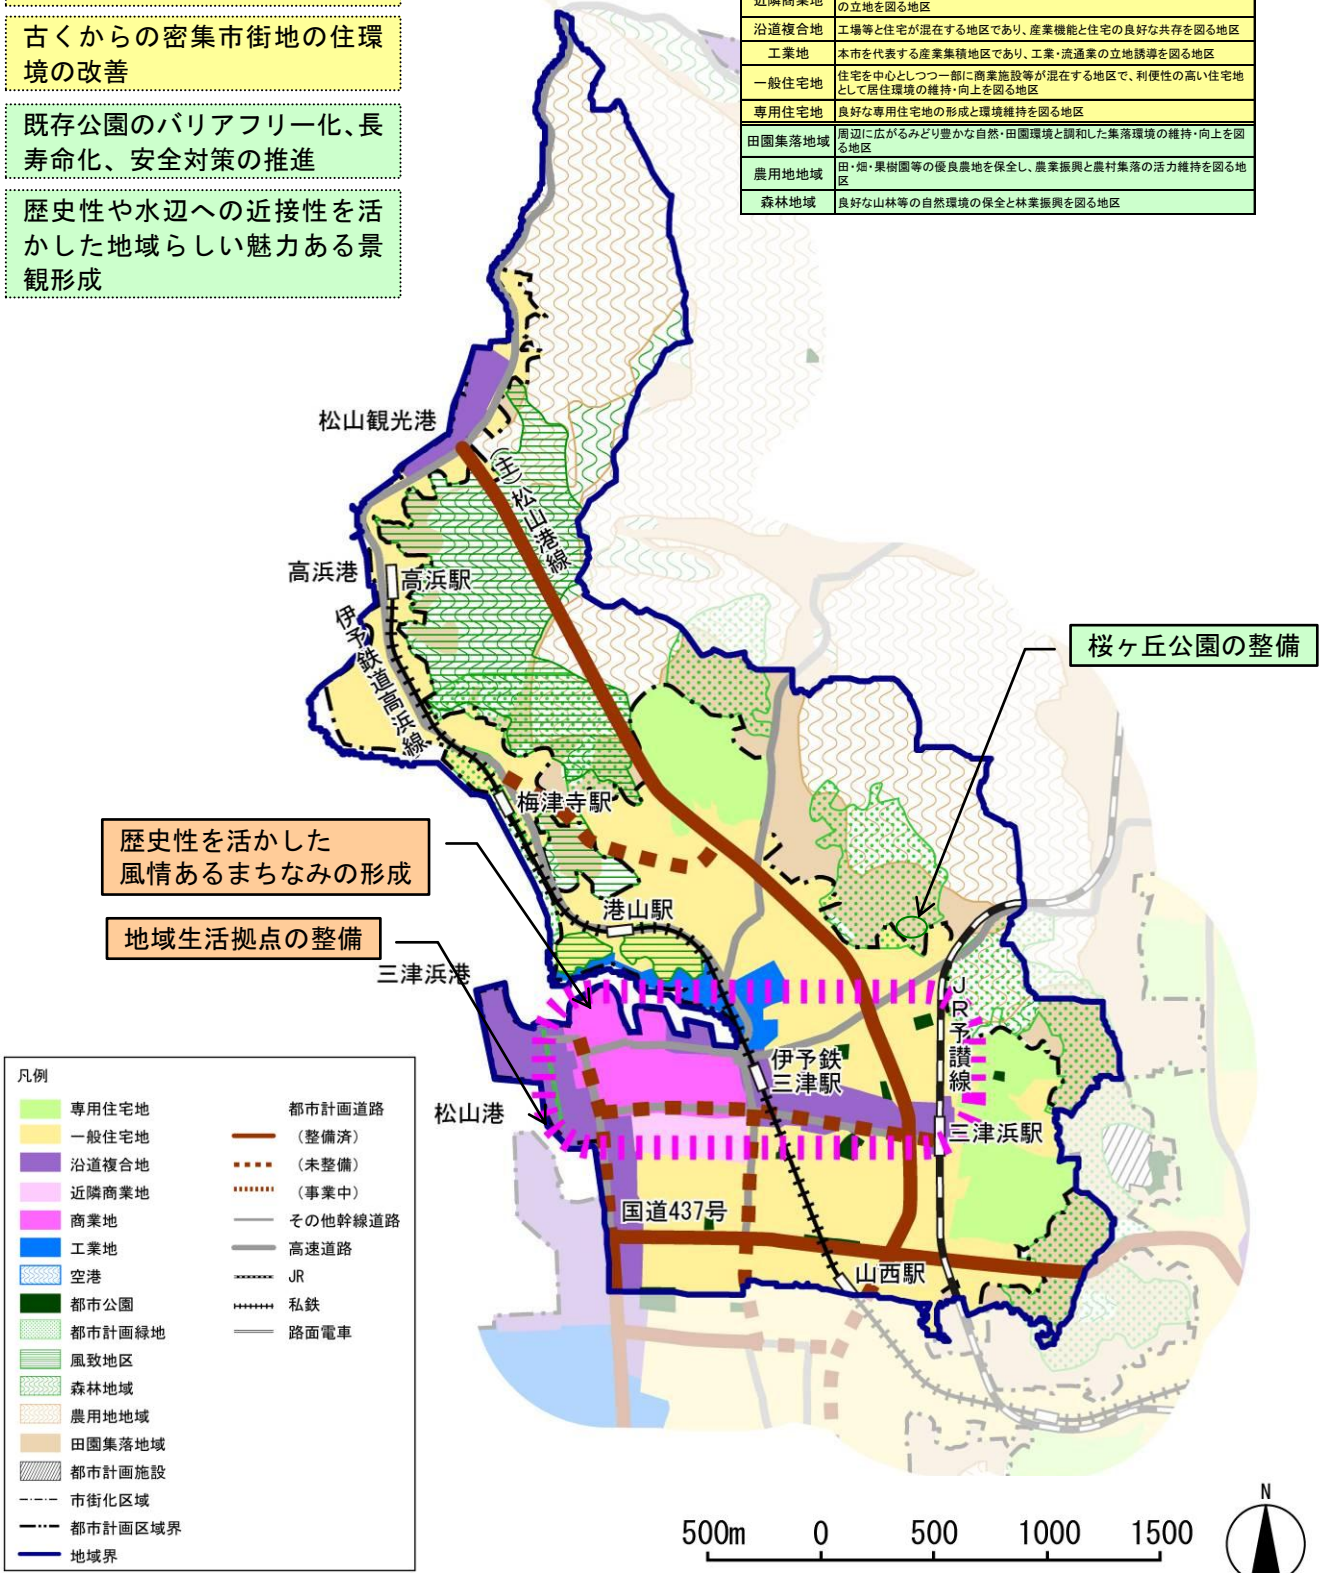 古くからの密集市街地の住環
境の改善
既存公園のバリアフリー化、長
寿命化、安全対策の推進
歴史性や水辺への近接性を活
かした地域らしい魅力ある景
観形成
近隣商業地
の立地を図る地区
沿道複合地 工場等と住宅が混在する地区であり、産業機能と住宅の良好な共存を図る地区
工業地 本市を代表する産業集積地区であり、工業・流通業の立地誘導を図る地区
一般住宅地 住宅を中心としつつ一部に商業施設等が混在する地区で、利便性の高い住宅地
として居住環境の維持・向上を図る地区
専用住宅地 良好な専用住宅地の形成と環境維持を図る地区
田園集落地域 周辺に広がるみどり豊かな自然・田園環境と調和した集落環境の維持・向上を図
る地区
農用地地域 田・畑・果樹園等の優良農地を保全し、農業振興と農村集落の活力維持を図る地
区
森林地域 良好な山林等の自然環境の保全と林業振興を図る地区
松山観光港
(主)松山港線
高浜港
高浜駅
伊予鉄道高浜線
桜ヶ丘公園の整備
梅津寺駅
歴史性を活かした
風情あるまちなみの形成
港山駅
地域生活拠点の整備
三津浜港
JR予讃線
伊予鉄
三津駅
松山港
三津浜駅
国道437号
山西駅
凡例
専用住宅地
一般住宅地
沿道複合地
近隣商業地
商業地
工業地
空港
都市公園
都市計画緑地
風致地区
森林地域
農用地地域
田園集落地域
都市計画施設
市街化区域
都市計画区域界
地域界
都市計画道路
(整備済)
(未整備)
(事業中)
その他幹線道路
高速道路
JR
私鉄
路面電車
500m 0 500 1000 1500
N